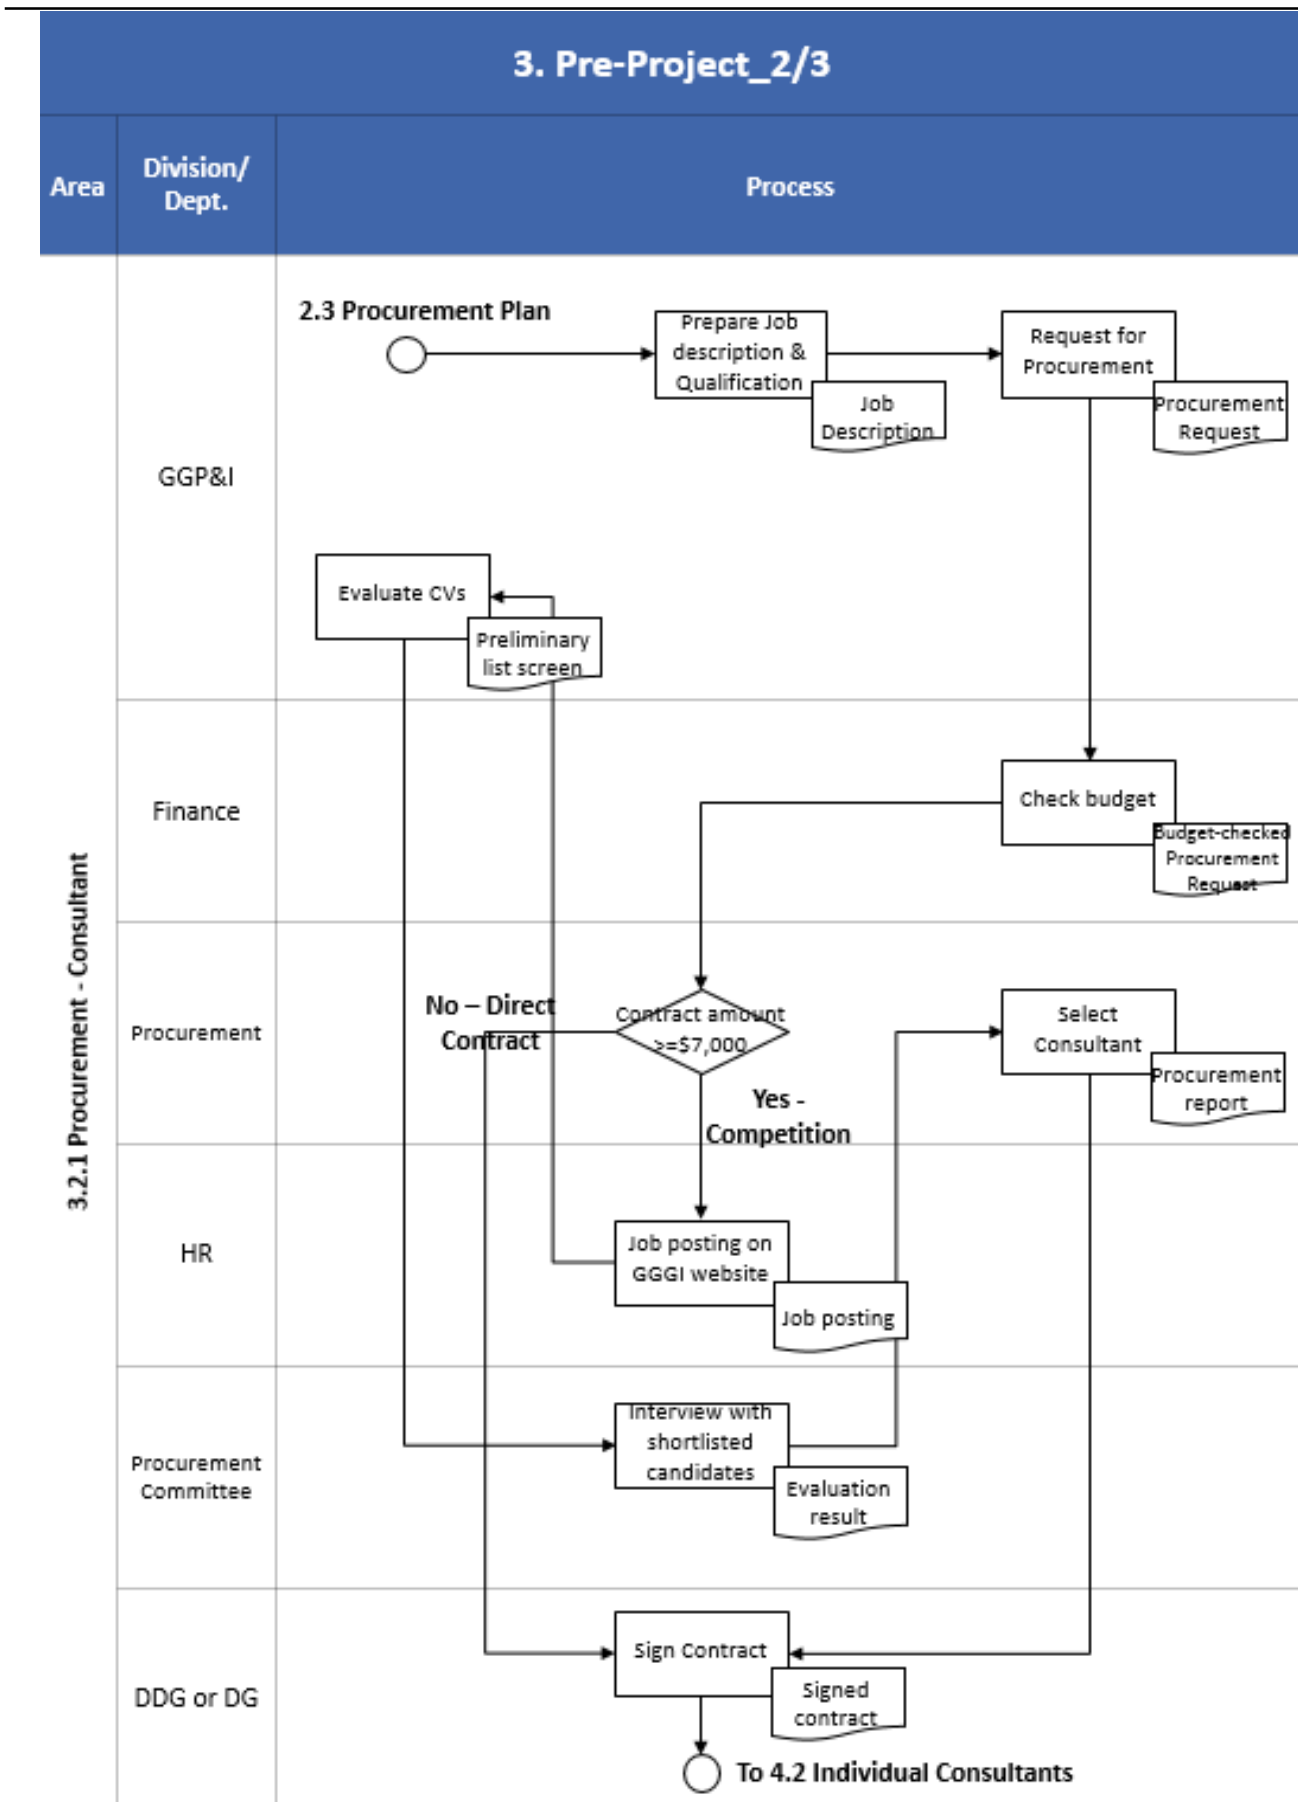 3. Pre-Project_2/3
Area
Division/
Dept.
Process
3.2.1 Procurement - Consultant
GGP&I
2.3 Procurement Plan
Prepare Job
description &
Qualification
Job
Description
Request for
Procurement
Procurement
Request
Evaluate CVs
Preliminary
list screen
Finance
Check budget
Budget-checked
Procurement
Request
Procurement
No – Direct
Contract
Contract amount
>=$7,000
Yes -
Competition
Select
Consultant
Procurement
report
HR
Job posting on
GGGI website
Job posting
Procurement
Committee
Interview with
shortlisted
candidates
Evaluation
result
DDG or DG
Sign Contract
Signed
contract
To 4.2 Individual Consultants